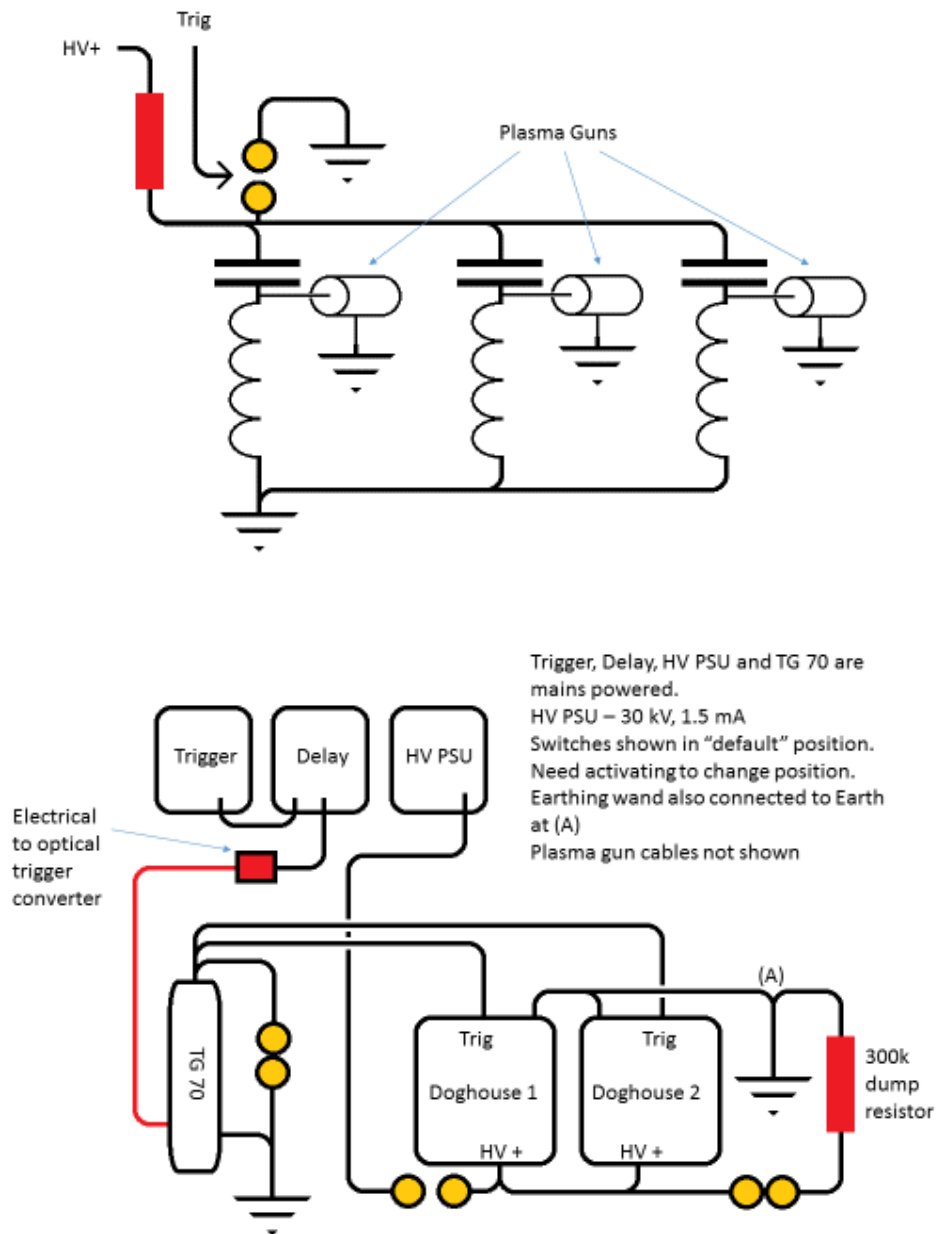 Trig
HV+
Plasma Guns
Trigger, Delay, HV PSU and TG 70 are
mains powered.
HV PSU – 30 kV, 1.5 mA
Switches shown in “default” position.
Need activating to change position.
Earthing wand also connected to Earth
at (A)
Plasma gun cables not shown
Trigger
Delay
HV PSU
Electrical
to optical
trigger
converter
TG 70
(A)
Trig
Doghouse 1
HV +
Trig
Doghouse 2
HV +
300k
dump
resistor